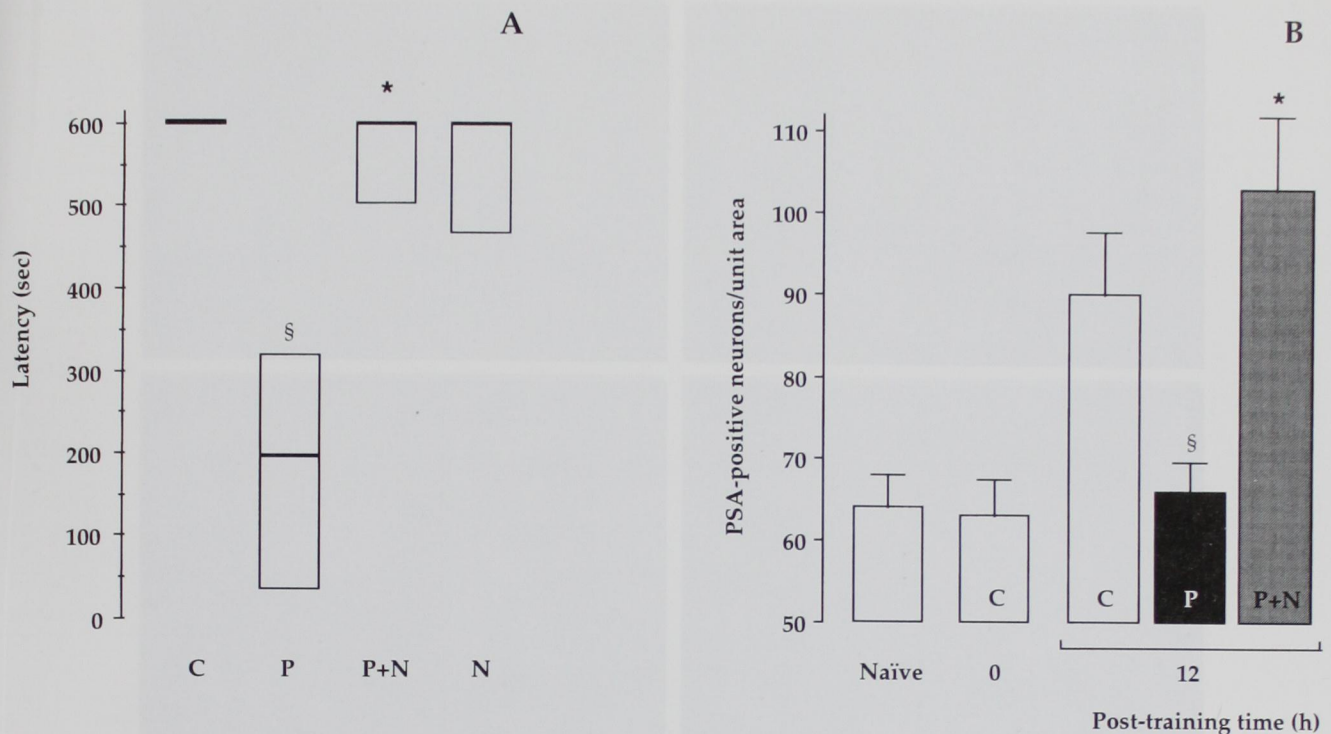 A
*
600
500
400
300
200
100
0
Latency (sec)
§
C P P+N N
B
*
110
100
90
80
70
60
50
PSA-positive neurons/unit area
§
C C P P+N
Naïve 0 12
Post-training time (h)